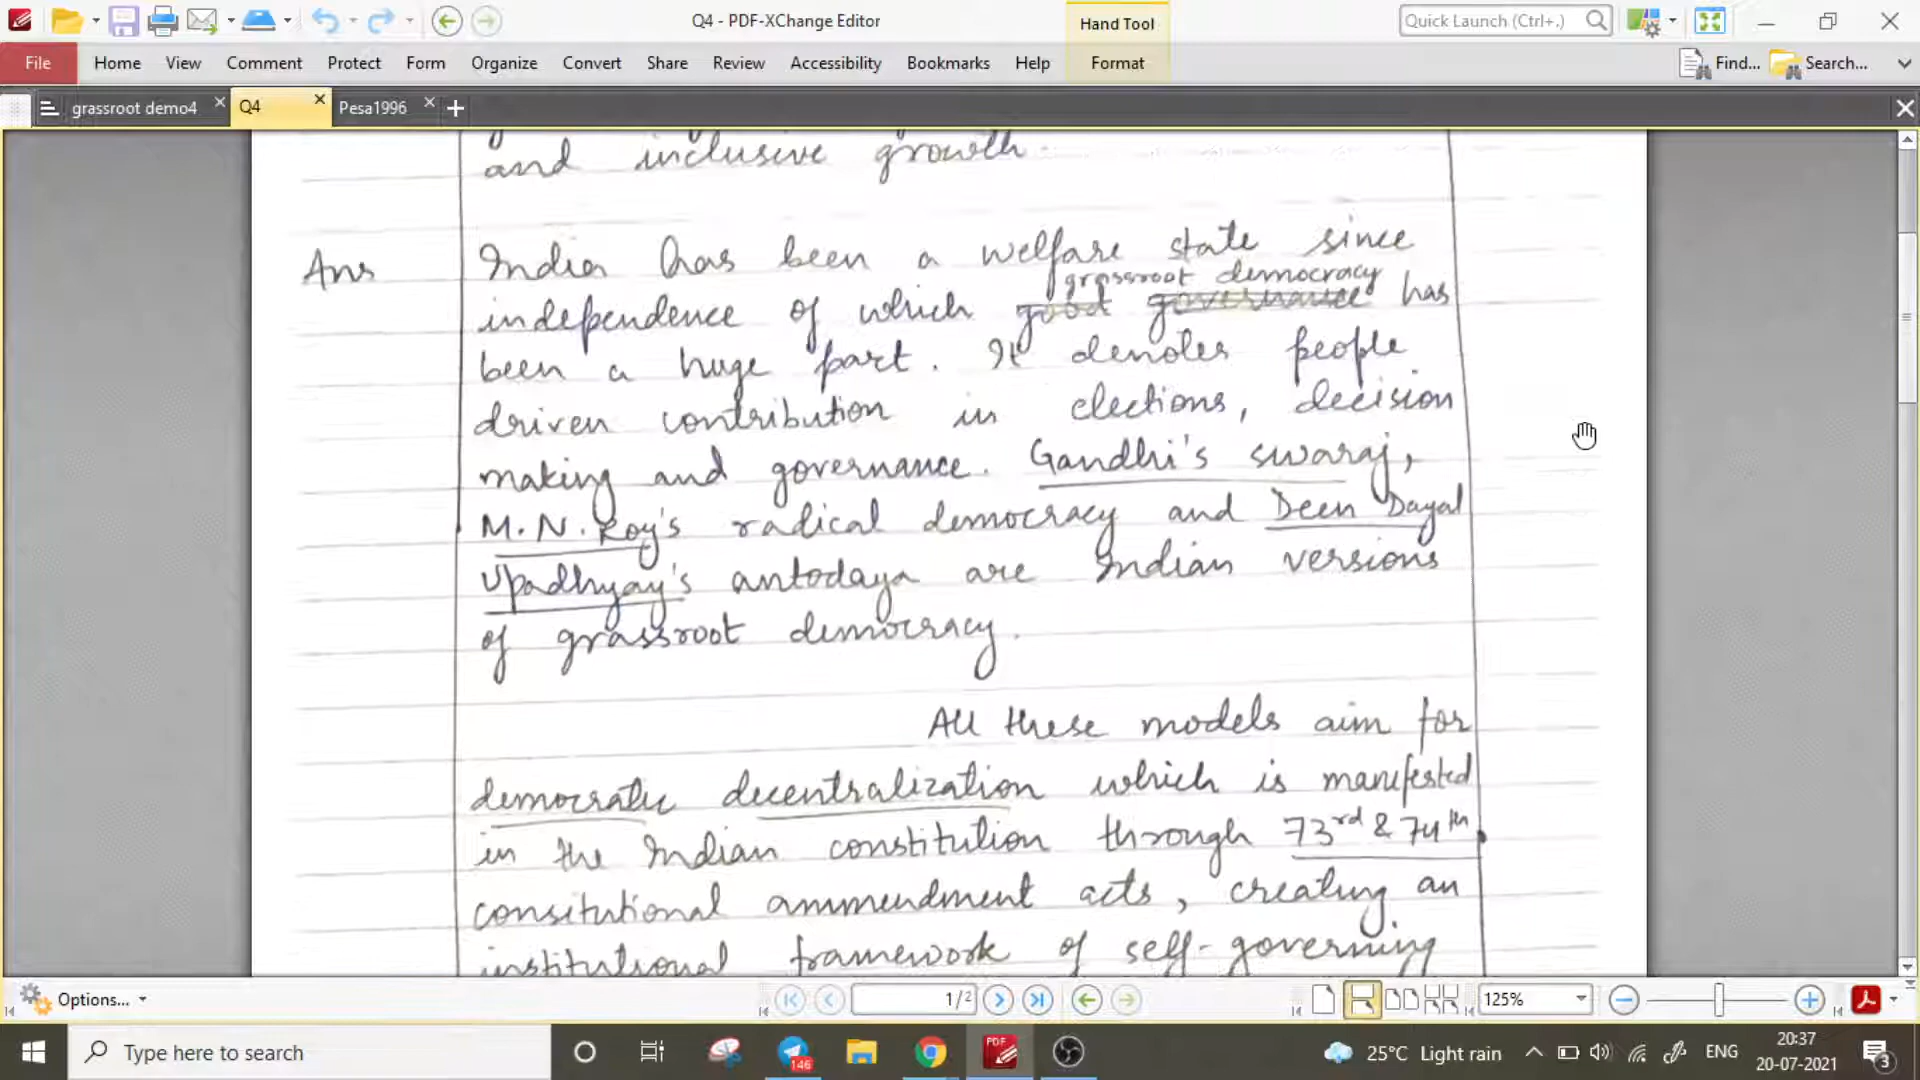 Q4 - PDF-XChange Editor
Hand Tool
Quick Launch (Ctrl+.)
File Home View Comment Protect Form Organize Convert Share Review Accessibility Bookmarks Help Format Find... Search...
grassroot demo4 Q4 Pesa1996
and inclusive growth.
Ans India has been a welfare state since
grassroot democracy
independence of which good governance has
been a huge part. It denotes people
driven contribution in elections, decision
making and governance. Gandhi's swaraj,
M.N. Roy's radical democracy and Deen Dayal
Upadhyay's antodaya are Indian versions
of grassroot democracy.
All these models aim for
democratic decentralization which is manifested
in the Indian constitution through 73rd & 74th
consitutional ammendment acts, creating an
institutional framework of self-governing
Options... 1/2 125%
Type here to search 146 PDF 25°C Light rain ENG 20:37
20-07-2021 3